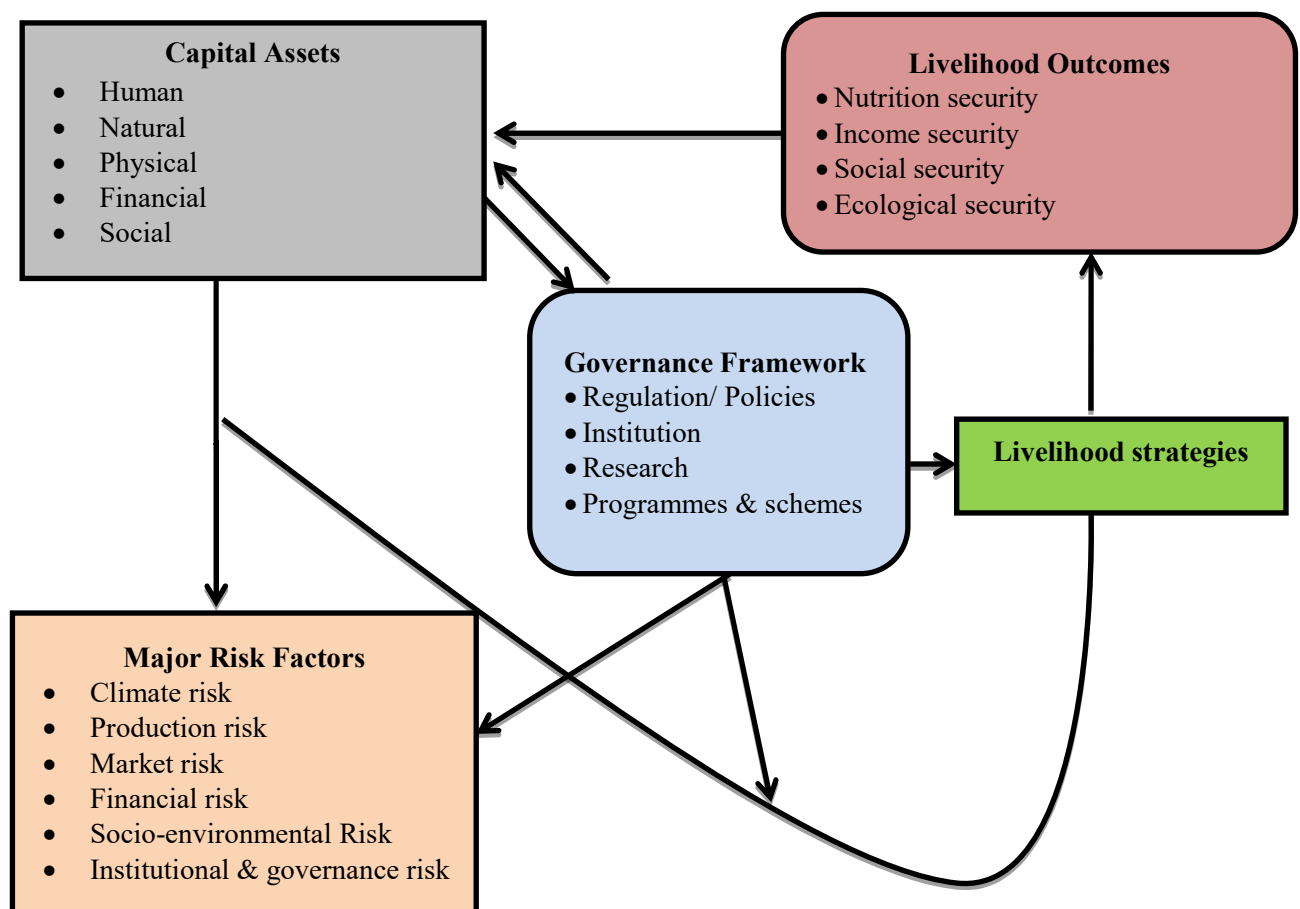 Capital Assets
• Human
• Natural
• Physical
• Financial
• Social
Livelihood Outcomes
• Nutrition security
• Income security
• Social security
• Ecological security
Governance Framework
• Regulation/ Policies
• Institution
• Research
• Programmes & schemes
Livelihood strategies
Major Risk Factors
• Climate risk
• Production risk
• Market risk
• Financial risk
• Socio-environmental Risk
• Institutional & governance risk